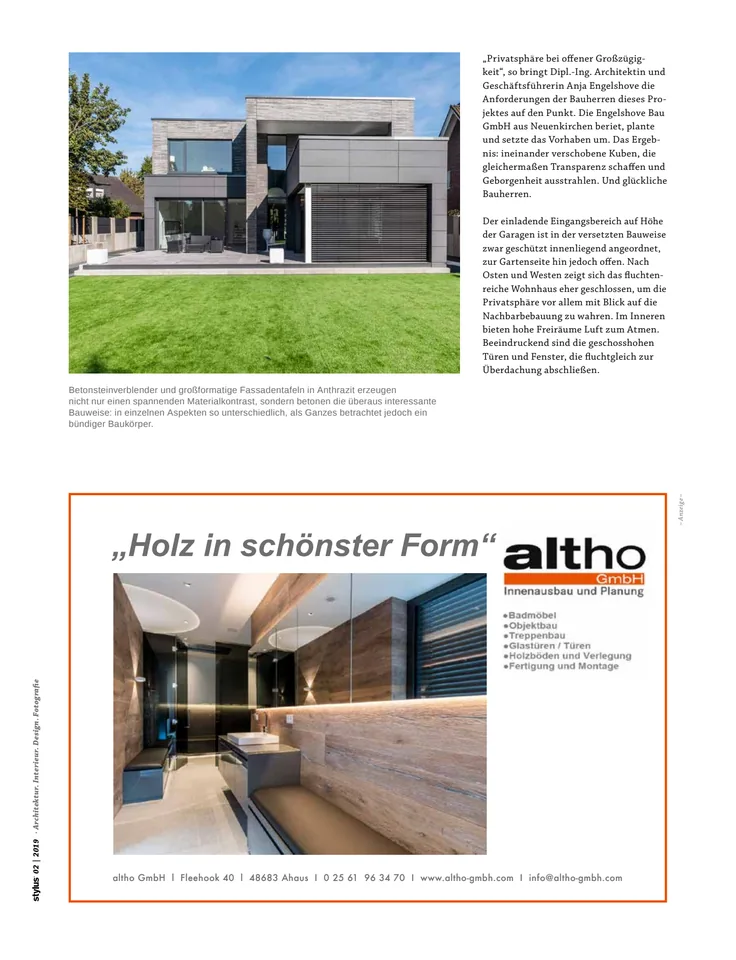 „Privatsphäre bei offener Großzügig-
keit“, so bringt Dipl.-Ing. Architektin und
Geschäftsführerin Anja Engelshove die
Anforderungen der Bauherren dieses Pro-
jektes auf den Punkt. Die Engelshove Bau
GmbH aus Neuenkirchen beriet, plante
und setzte das Vorhaben um. Das Ergeb-
nis: ineinander verschobene Kuben, die
gleichermaßen Transparenz schaffen und
Geborgenheit ausstrahlen. Und glückliche
Bauherren.
Der einladende Eingangsbereich auf Höhe
der Garagen ist in der versetzten Bauweise
zwar geschützt innenliegend angeordnet,
zur Gartenseite hin jedoch offen. Nach
Osten und Westen zeigt sich das fluchten-
reiche Wohnhaus eher geschlossen, um die
Privatsphäre vor allem mit Blick auf die
Nachbarbebauung zu wahren. Im Inneren
bieten hohe Freiräume Luft zum Atmen.
Beeindruckend sind die geschosshohen
Türen und Fenster, die fluchtgleich zur
Überdachung abschließen.
Betonsteinverblender und großformatige Fassadentafeln in Anthrazit erzeugen
nicht nur einen spannenden Materialkontrast, sondern betonen die überaus interessante
Bauweise: in einzelnen Aspekten so unterschiedlich, als Ganzes betrachtet jedoch ein
bündiger Baukörper.
- Anzeige -
„Holz in schönster Form“
altho
GmbH
Innenausbau und Planung
•Badmöbel
•Objektbau
•Treppenbau
•Glastüren / Türen
•Holzböden und Verlegung
•Fertigung und Montage
altho GmbH I Fleehook 40 I 48683 Ahaus I 0 25 61 96 34 70 I www.altho-gmbh.com I info@altho-gmbh.com
stylus 02 | 2019 · Architektur. Interieur. Design. Fotografie